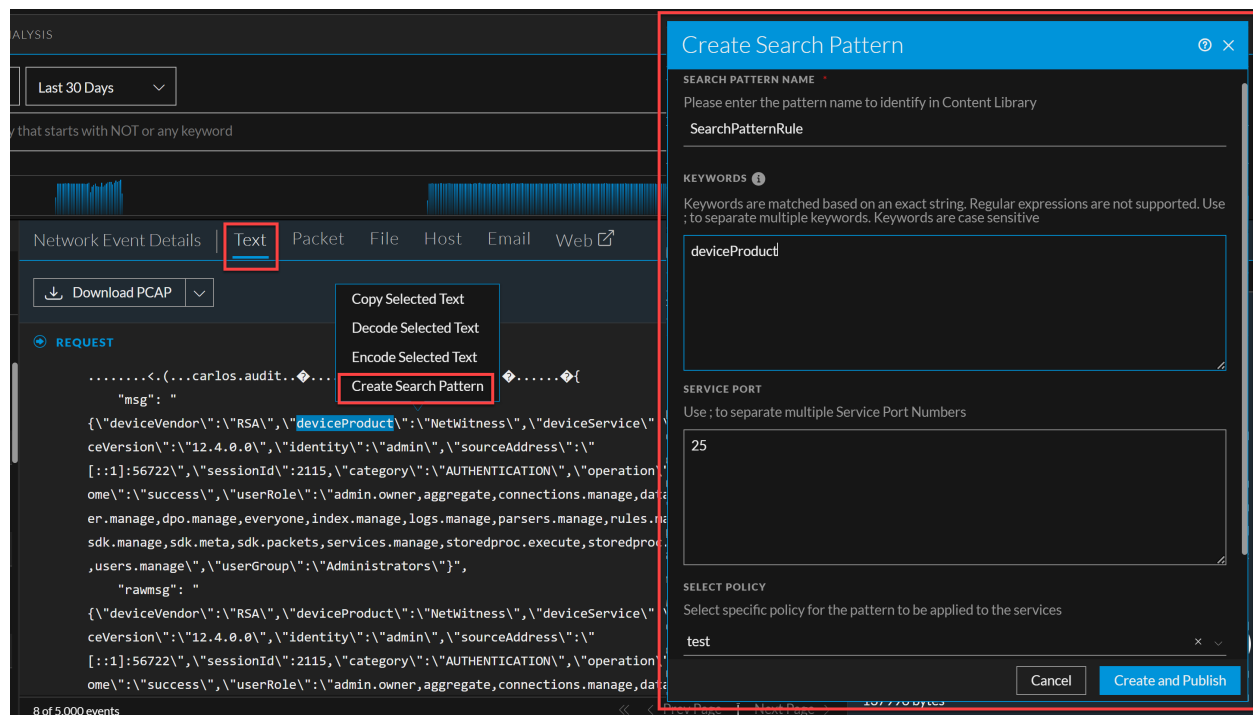 ALYSIS
Last 30 Days
y that starts with NOT or any keyword
Network Event Details
Text
Packet
File
Host
Email
Web
Download PCAP
Copy Selected Text
Decode Selected Text
Encode Selected Text
Create Search Pattern
REQUEST
........<.(...carlos.audit..�... �......�{
"msg": "
{\"deviceVendor\":\"RSA\",\"deviceProduct\":\"NetWitness\",\"deviceService\"
ceVersion\":\"12.4.0.0\",\"identity\":\"admin\",\"sourceAddress\":\"
[::1]:56722\",\"sessionId\":2115,\"category\":\"AUTHENTICATION\",\"operation\"
ome\":\"success\",\"userRole\":\"admin.owner,aggregate,connections.manage,data
er.manage,dpo.manage,everyone,index.manage,logs.manage,parsers.manage,rules.ma
sdk.manage,sdk.meta,sdk.packets,services.manage,storedproc.execute,storedproc.
,users.manage\",\"userGroup\":\"Administrators\"}",
"rawmsg": "
{\"deviceVendor\":\"RSA\",\"deviceProduct\":\"NetWitness\",\"deviceService\"
ceVersion\":\"12.4.0.0\",\"identity\":\"admin\",\"sourceAddress\":\"
[::1]:56722\",\"sessionId\":2115,\"category\":\"AUTHENTICATION\",\"operation\"
ome\":\"success\",\"userRole\":\"admin.owner,aggregate,connections.manage,data
8 of 5,000 events
Prev Page
Next Page
bytes
Create Search Pattern
SEARCH PATTERN NAME *
Please enter the pattern name to identify in Content Library
SearchPatternRule
KEYWORDS
Keywords are matched based on an exact string. Regular expressions are not supported. Use
; to separate multiple keywords. Keywords are case sensitive
deviceProduct
SERVICE PORT
Use ; to separate multiple Service Port Numbers
25
SELECT POLICY
Select specific policy for the pattern to be applied to the services
test
Cancel
Create and Publish